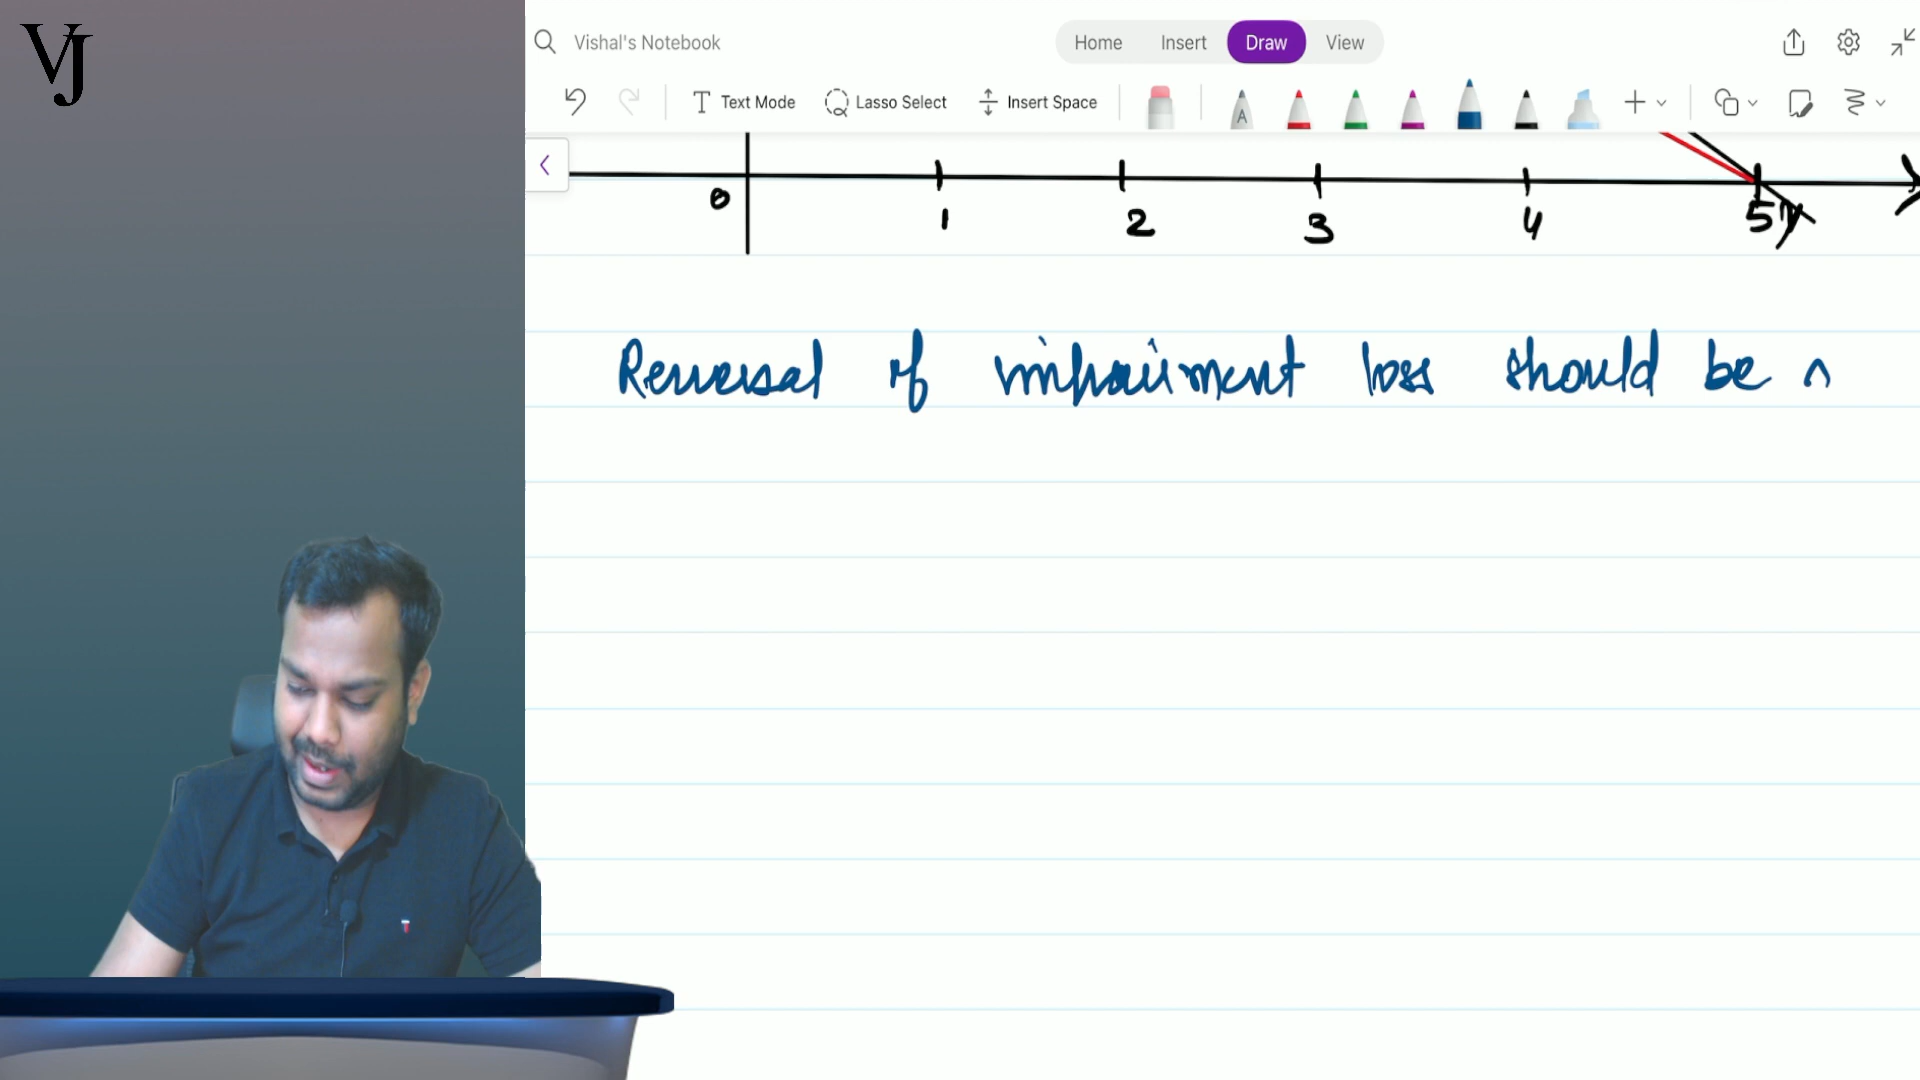 VJ
Vishal's Notebook
Home Insert Draw View
Text Mode Lasso Select Insert Space
A
0 1 2 3 4 5y
Reversal of impairment loss should be